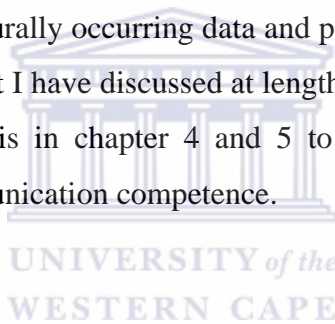 urally occurring data and p
t I have discussed at length
is in chapter 4 and 5 to
unication competence.
UNIVERSITY of the
WESTERN CAPE